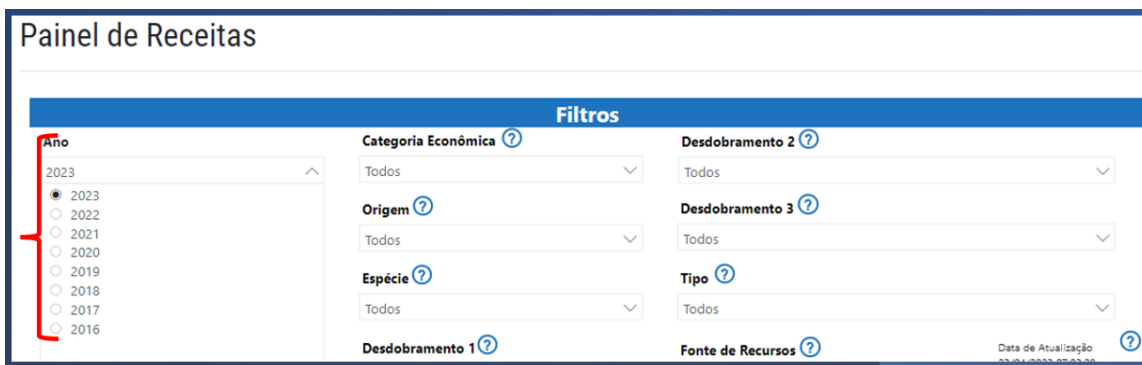 Painel de Receitas
Filtros
Ano
2023
2023
2022
2021
2020
2019
2018
2017
2016
Categoria Econômica ?
Todos
Origem ?
Todos
Espécie ?
Todos
Desdobramento 1 ?
Desdobramento 2 ?
Todos
Desdobramento 3 ?
Todos
Tipo ?
Todos
Fonte de Recursos ?
Data de Atualização ?